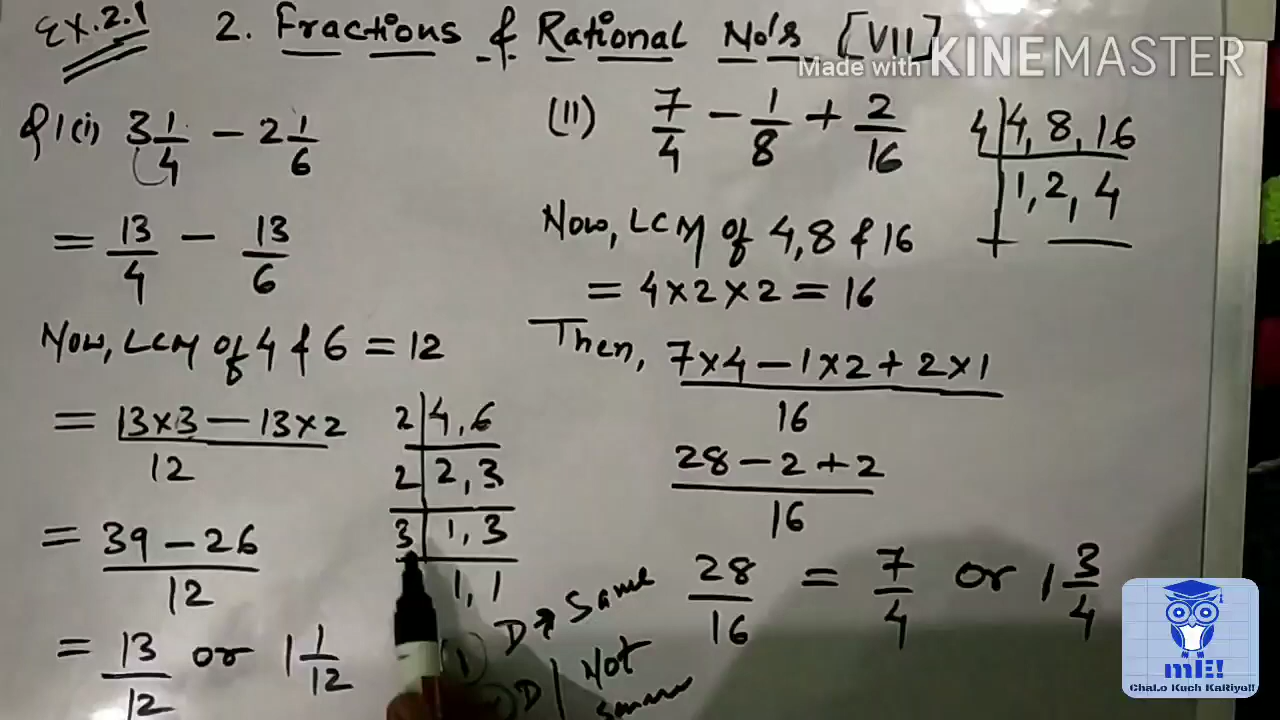 Ex.2.1 2. Fractions & Rational No's [VII]
Made with KINEMASTER
Q1(i) 3 1/4 - 2 1/6
= 13/4 - 13/6
Now, LCM of 4 & 6 = 12
= (13×3 - 13×2)/12
2 | 4, 6
2 | 2, 3
3 | 1, 3
1, 1
= (39 - 26)/12
= 13/12 or 1 1/12
(1) D → Same
D | Not
(II) 7/4 - 1/8 + 2/16
4 | 4, 8, 16
1, 2, 4
Now, LCM of 4, 8 & 16
= 4×2×2 = 16
Then, (7×4 - 1×2 + 2×1)/16
(28 - 2 + 2)/16
28/16 = 7/4 or 1 3/4
mE!
ChaLo Kuch KaRiyo!!